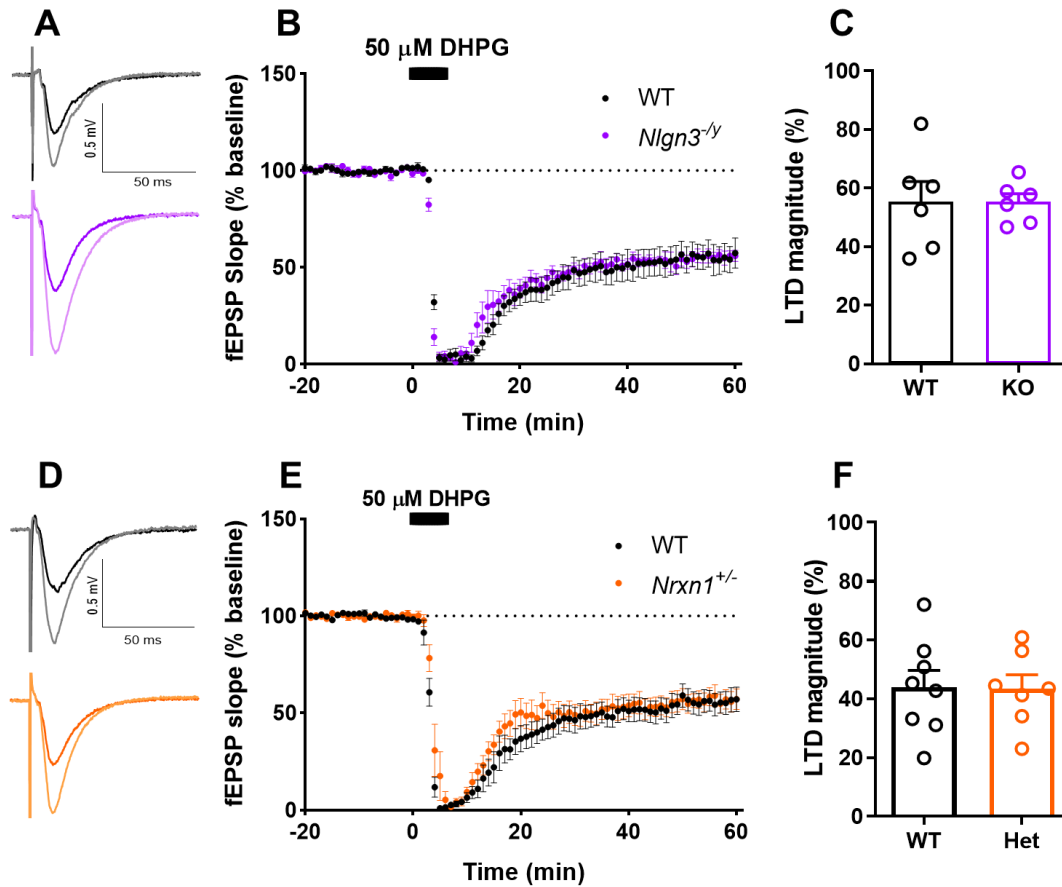 A
0.5 mV
50 ms
B
50 μM DHPG
fEPSP Slope (% baseline)
150
100
50
0
-20
0
20
40
60
Time (min)
WT
Nlgn3-/y
C
LTD magnitude (%)
100
80
60
40
20
0
WT
KO
D
0.5 mV
50 ms
E
50 μM DHPG
fEPSP slope (% baseline)
150
100
50
0
-20
0
20
40
60
Time (min)
WT
Nrxn1+/-
F
LTD magnitude (%)
100
80
60
40
20
0
WT
Het